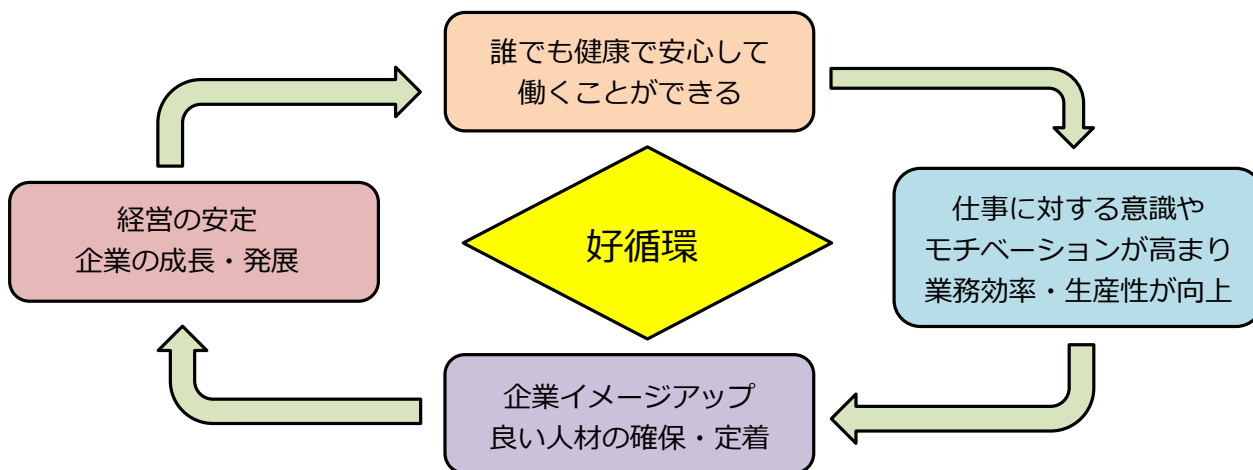 誰でも健康で安心して
働くことができる
仕事に対する意識や
モチベーションが高まり
業務効率・生産性が向上
企業イメージアップ
良い人材の確保・定着
経営の安定
企業の成長・発展
好循環